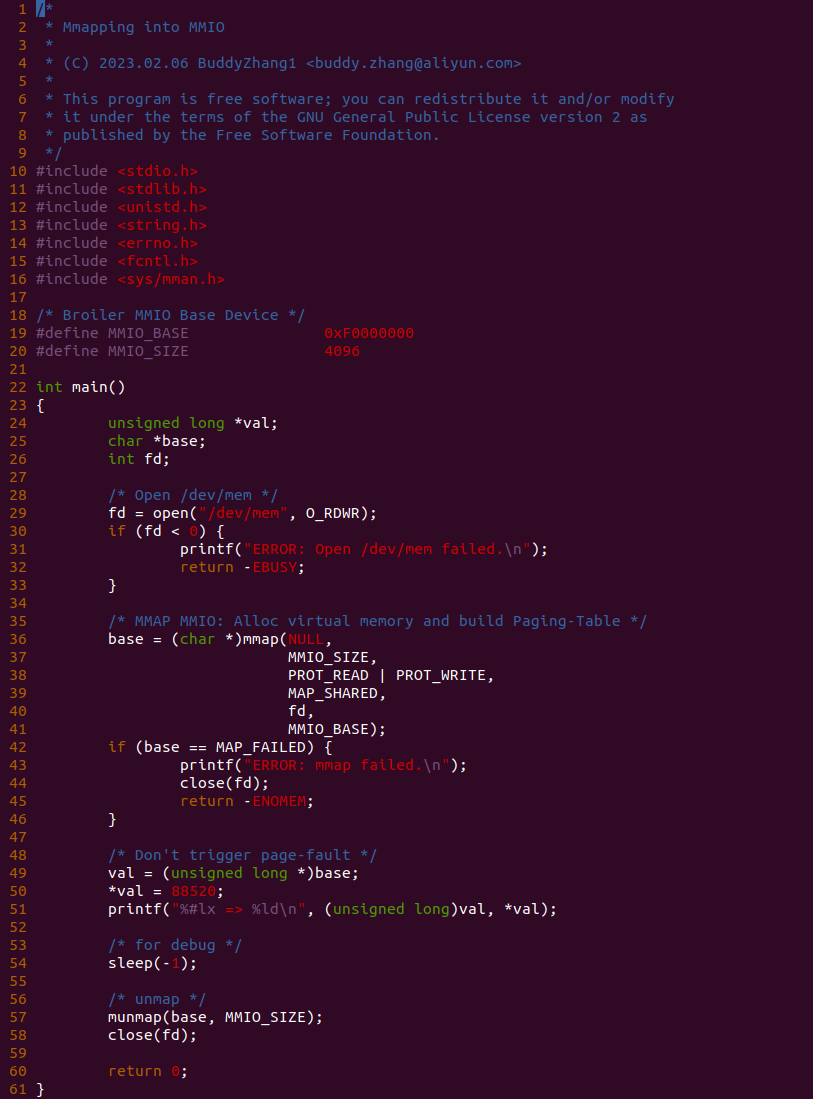 1 /*
2  * Mmapping into MMIO
3  *
4  * (C) 2023.02.06 BuddyZhang1 <buddy.zhang@aliyun.com>
5  *
6  * This program is free software; you can redistribute it and/or modify
7  * it under the terms of the GNU General Public License version 2 as
8  * published by the Free Software Foundation.
9  */
10 #include <stdio.h>
11 #include <stdlib.h>
12 #include <unistd.h>
13 #include <string.h>
14 #include <errno.h>
15 #include <fcntl.h>
16 #include <sys/mman.h>
17
18 /* Broiler MMIO Base Device */
19 #define MMIO_BASE               0xF0000000
20 #define MMIO_SIZE               4096
21
22 int main()
23 {
24         unsigned long *val;
25         char *base;
26         int fd;
27
28         /* Open /dev/mem */
29         fd = open("/dev/mem", O_RDWR);
30         if (fd < 0) {
31                 printf("ERROR: Open /dev/mem failed.\n");
32                 return -EBUSY;
33         }
34
35         /* MMAP MMIO: Alloc virtual memory and build Paging-Table */
36         base = (char *)mmap(NULL,
37                             MMIO_SIZE,
38                             PROT_READ | PROT_WRITE,
39                             MAP_SHARED,
40                             fd,
41                             MMIO_BASE);
42         if (base == MAP_FAILED) {
43                 printf("ERROR: mmap failed.\n");
44                 close(fd);
45                 return -ENOMEM;
46         }
47
48         /* Don't trigger page-fault */
49         val = (unsigned long *)base;
50         *val = 88520;
51         printf("%#lx => %ld\n", (unsigned long)val, *val);
52
53         /* for debug */
54         sleep(-1);
55
56         /* unmap */
57         munmap(base, MMIO_SIZE);
58         close(fd);
59
60         return 0;
61 }